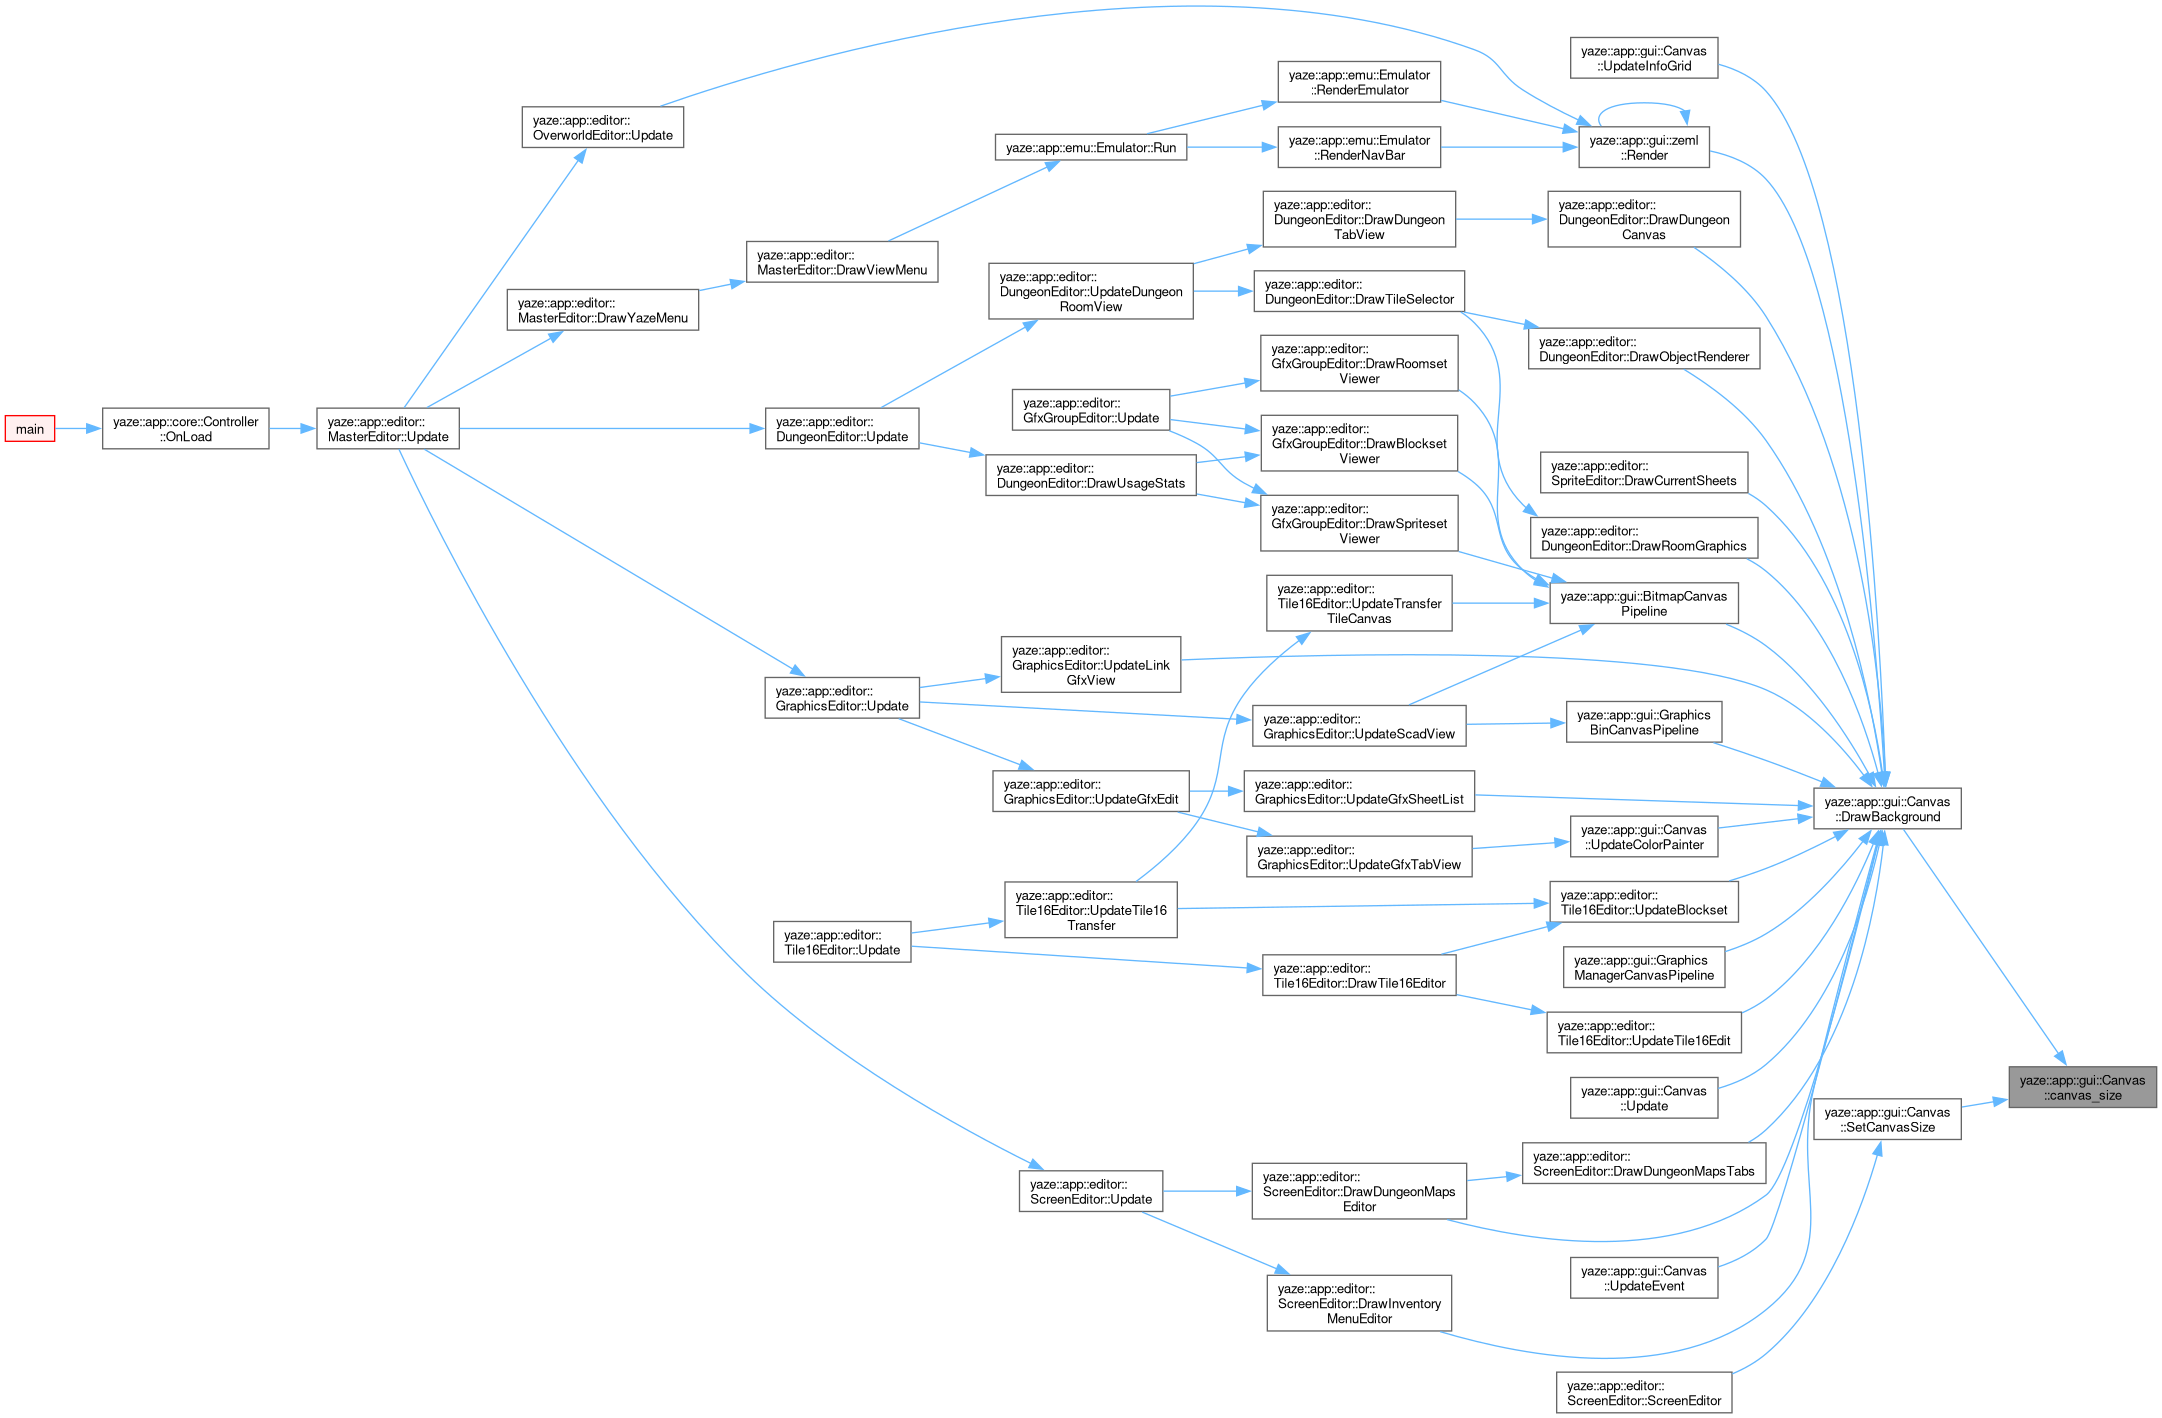 main
yaze::app::core::Controller
::OnLoad
yaze::app::editor::
MasterEditor::Update
yaze::app::editor::
OverworldEditor::Update
yaze::app::editor::
MasterEditor::DrawYazeMenu
yaze::app::editor::
MasterEditor::DrawViewMenu
yaze::app::editor::
DungeonEditor::Update
yaze::app::editor::
GraphicsEditor::Update
yaze::app::editor::
Tile16Editor::Update
yaze::app::emu::Emulator::Run
yaze::app::editor::
DungeonEditor::UpdateDungeon
RoomView
yaze::app::editor::
GfxGroupEditor::Update
yaze::app::editor::
DungeonEditor::DrawUsageStats
yaze::app::editor::
GraphicsEditor::UpdateLink
GfxView
yaze::app::editor::
GraphicsEditor::UpdateGfxEdit
yaze::app::editor::
Tile16Editor::UpdateTile16
Transfer
yaze::app::editor::
ScreenEditor::Update
yaze::app::emu::Emulator
::RenderEmulator
yaze::app::emu::Emulator
::RenderNavBar
yaze::app::editor::
DungeonEditor::DrawDungeon
TabView
yaze::app::editor::
DungeonEditor::DrawTileSelector
yaze::app::editor::
GfxGroupEditor::DrawRoomset
Viewer
yaze::app::editor::
GfxGroupEditor::DrawBlockset
Viewer
yaze::app::editor::
GfxGroupEditor::DrawSpriteset
Viewer
yaze::app::editor::
Tile16Editor::UpdateTransfer
TileCanvas
yaze::app::editor::
GraphicsEditor::UpdateScadView
yaze::app::editor::
GraphicsEditor::UpdateGfxSheetList
yaze::app::editor::
GraphicsEditor::UpdateGfxTabView
yaze::app::editor::
Tile16Editor::DrawTile16Editor
yaze::app::editor::
ScreenEditor::DrawDungeonMaps
Editor
yaze::app::editor::
ScreenEditor::DrawInventory
MenuEditor
yaze::app::gui::Canvas
::UpdateInfoGrid
yaze::app::gui::zeml
::Render
yaze::app::editor::
DungeonEditor::DrawDungeon
Canvas
yaze::app::editor::
DungeonEditor::DrawObjectRenderer
yaze::app::editor::
SpriteEditor::DrawCurrentSheets
yaze::app::editor::
DungeonEditor::DrawRoomGraphics
yaze::app::gui::BitmapCanvas
Pipeline
yaze::app::gui::Graphics
BinCanvasPipeline
yaze::app::gui::Canvas
::UpdateColorPainter
yaze::app::editor::
Tile16Editor::UpdateBlockset
yaze::app::gui::Graphics
ManagerCanvasPipeline
yaze::app::editor::
Tile16Editor::UpdateTile16Edit
yaze::app::gui::Canvas
::Update
yaze::app::editor::
ScreenEditor::DrawDungeonMapsTabs
yaze::app::gui::Canvas
::UpdateEvent
yaze::app::editor::
ScreenEditor::ScreenEditor
yaze::app::gui::Canvas
::DrawBackground
yaze::app::gui::Canvas
::SetCanvasSize
yaze::app::gui::Canvas
::canvas_size